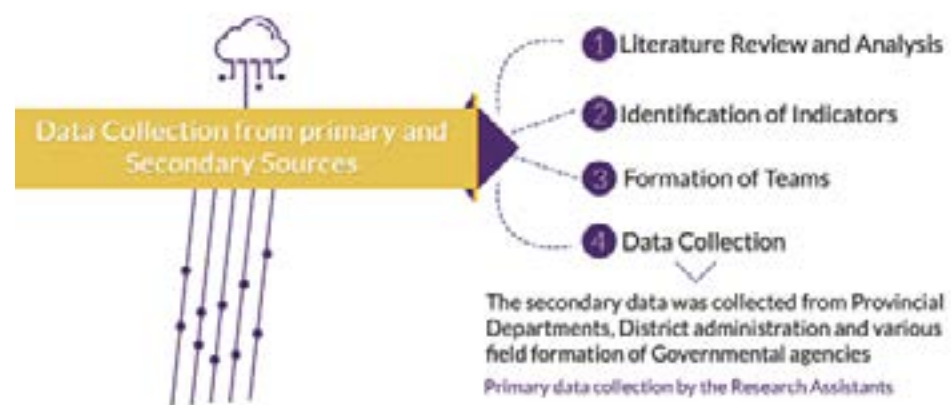 Data Collection from primary and
Secondary Sources
1 Literature Review and Analysis
2 Identification of Indicators
3 Formation of Teams
4 Data Collection
The secondary data was collected from Provincial
Departments, District administration and various
field formation of Governmental agencies
Primary data collection by the Research Assistants